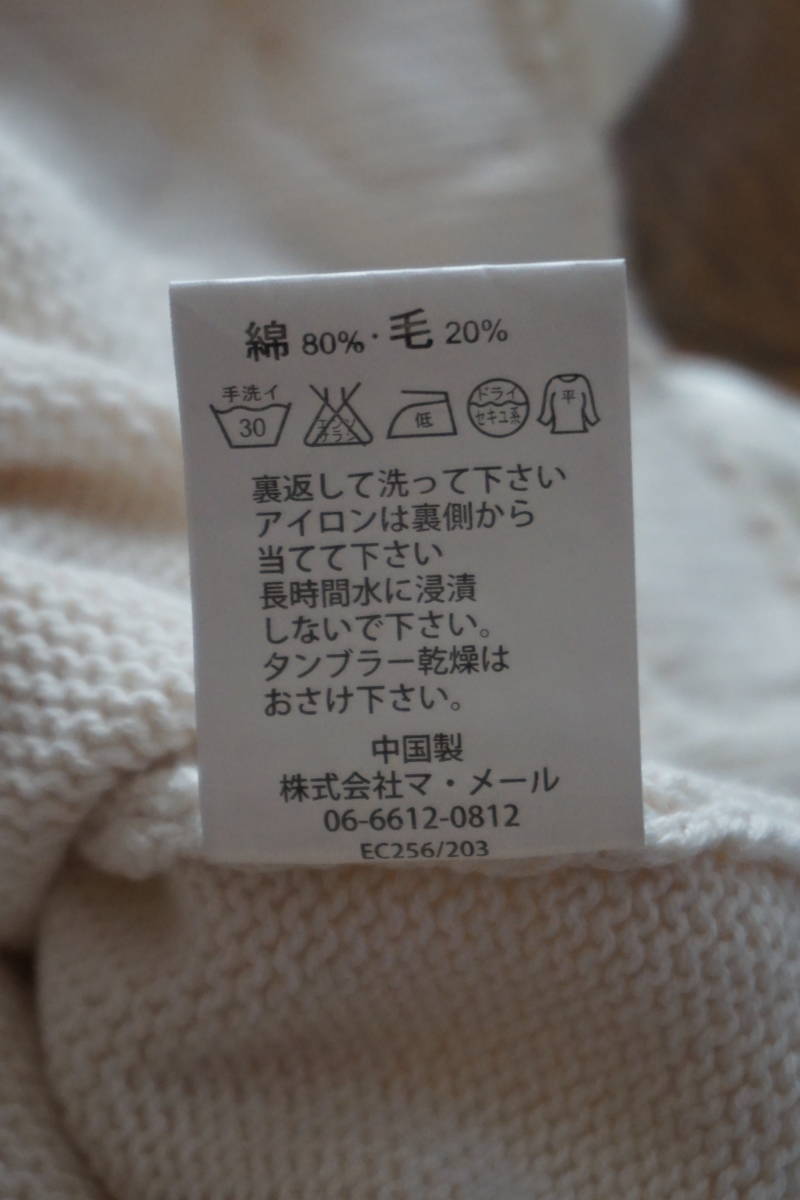 綿 80%・毛 20%
手洗イ 30 エンソ サラシ 低 ドライ セキユ系 平
裏返して洗って下さい
アイロンは裏側から
当てて下さい
長時間水に浸漬
しないで下さい。
タンブラー乾燥は
おさけ下さい。
中国製
株式会社マ・メール
06-6612-0812
EC256/203